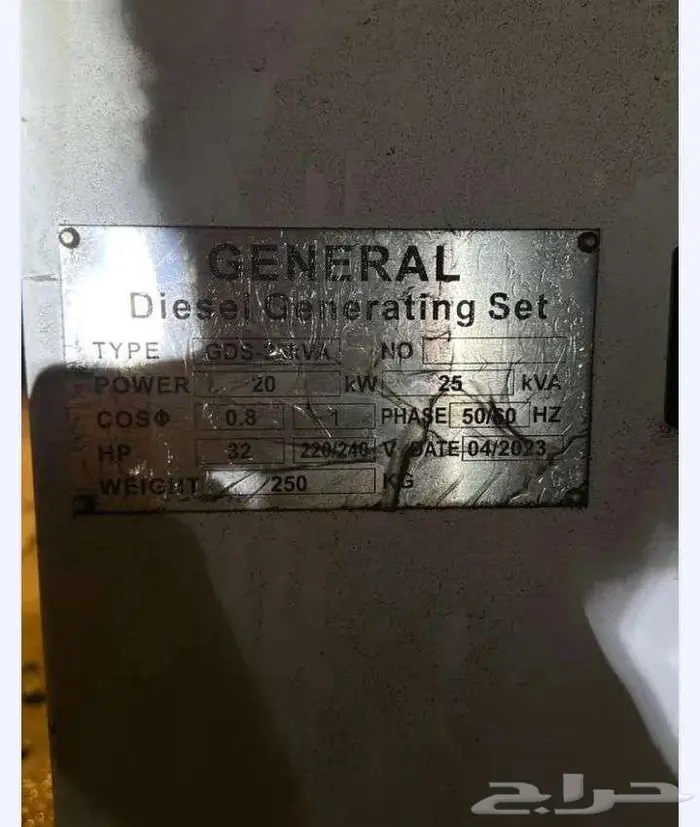 GENERAL
Diesel Generating Set
TYPE NO
POWER 20 kW 25 kVA
COSΦ 0.8 1 PHASE 50/60 HZ
HP 32 220/240 V DATE 04/2023
WEIGHT 250 KG
حراج